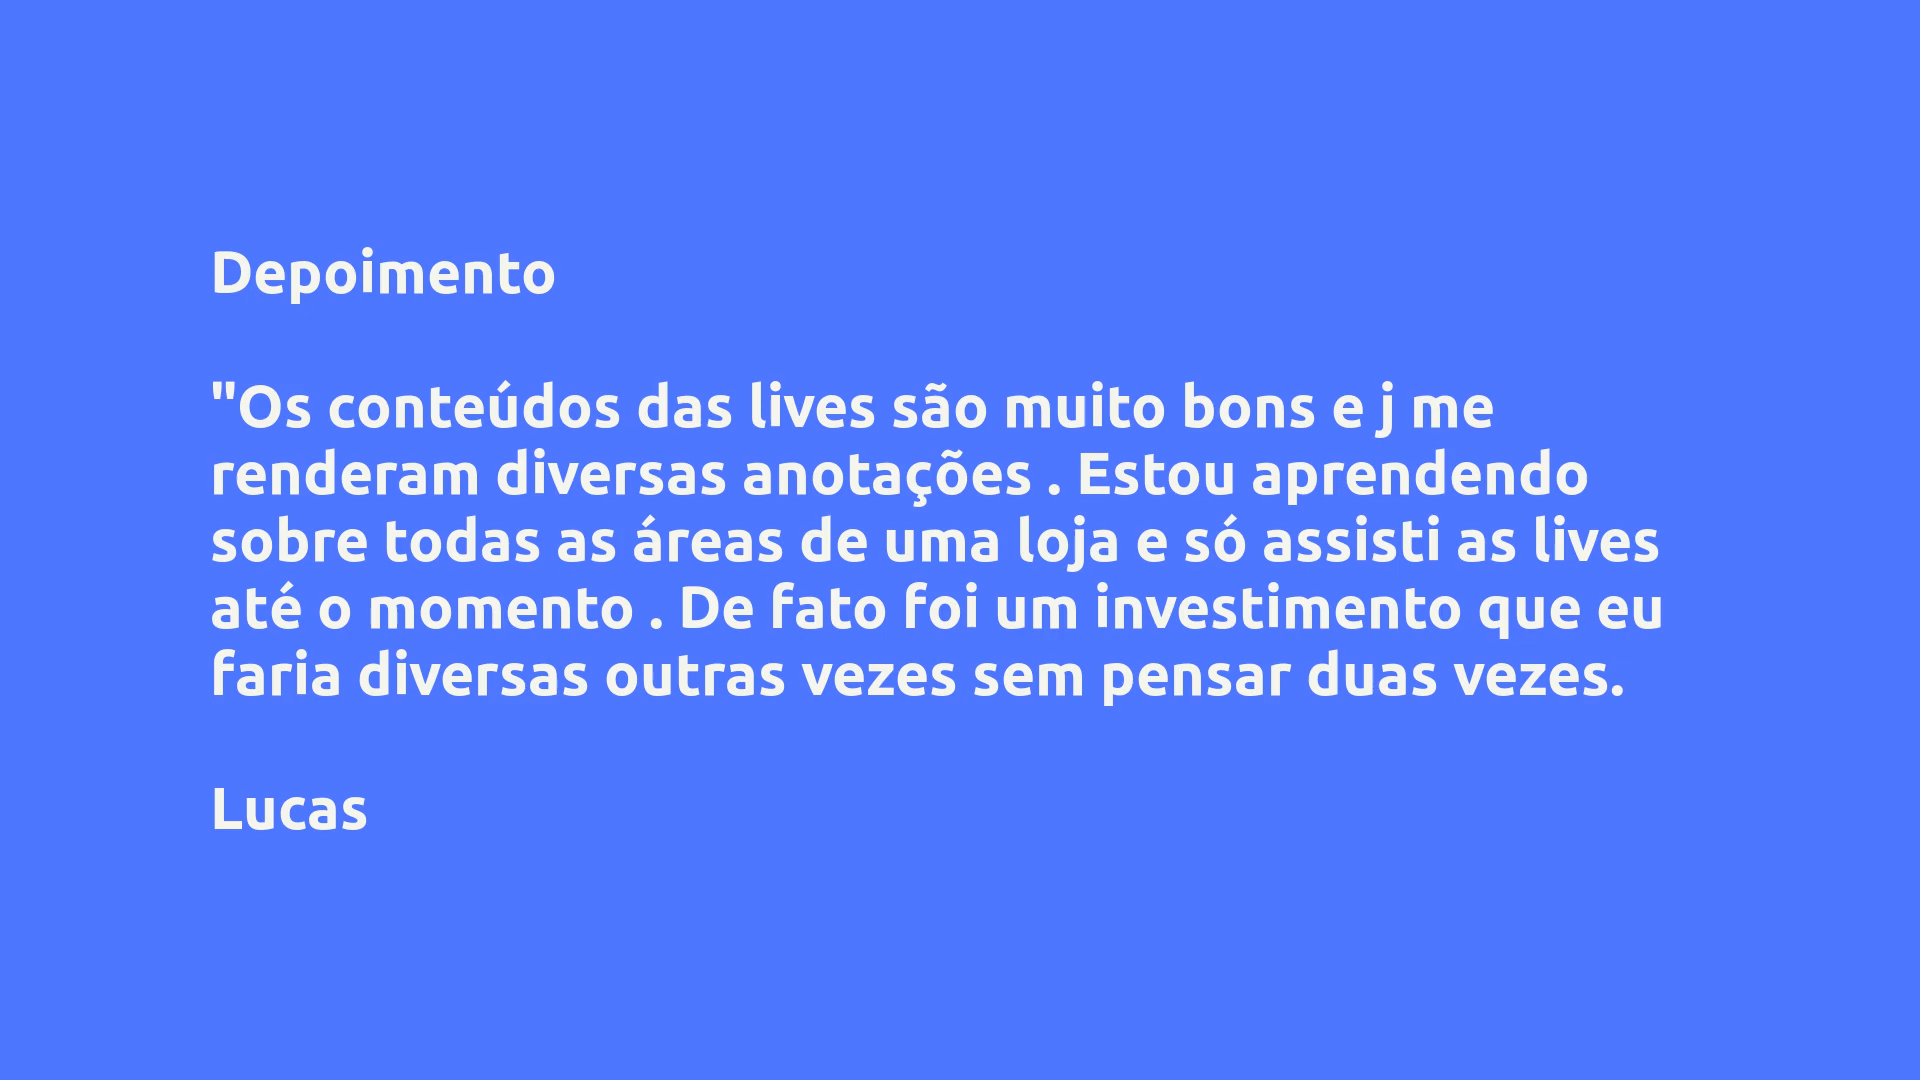 Depoimento
"Os conteúdos das lives são muito bons e j me
renderam diversas anotações . Estou aprendendo
sobre todas as áreas de uma loja e só assisti as lives
até o momento . De fato foi um investimento que eu
faria diversas outras vezes sem pensar duas vezes.
Lucas